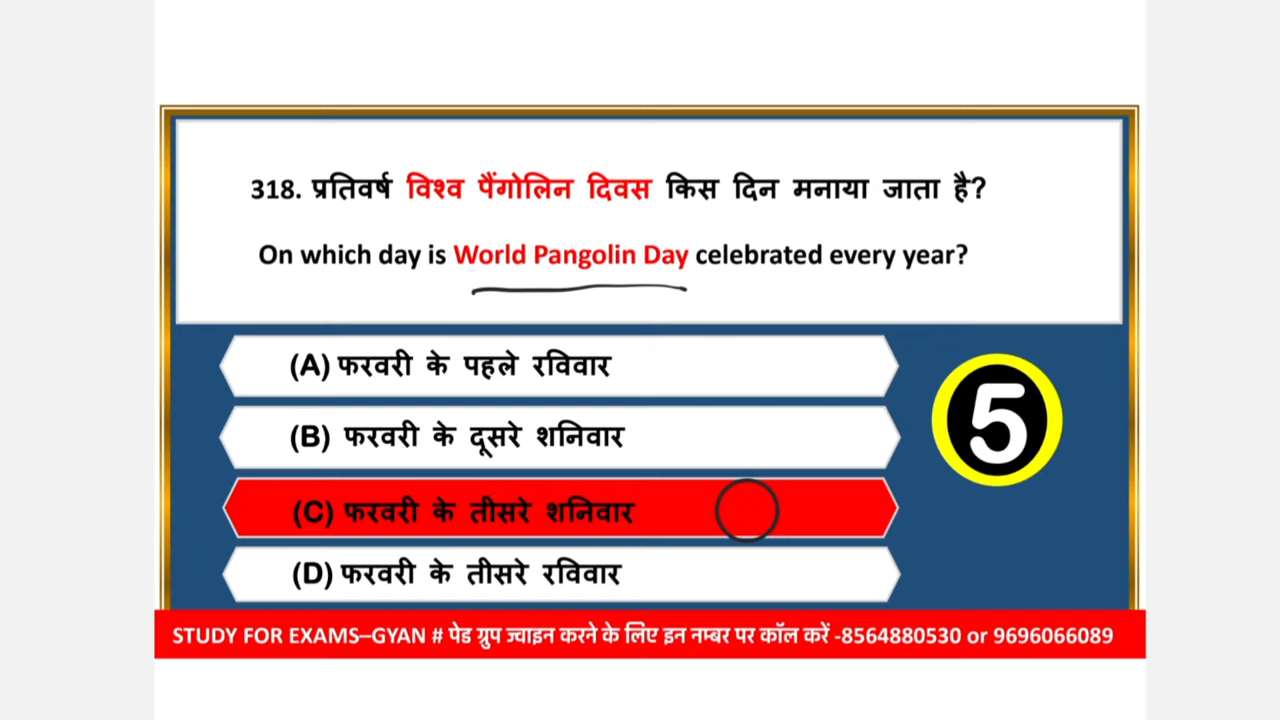 318. प्रतिवर्ष विश्व पैंगोलिन दिवस किस दिन मनाया जाता है?
On which day is World Pangolin Day celebrated every year?
(A) फरवरी के पहले रविवार
(B) फरवरी के दूसरे शनिवार
5
(C) फरवरी के तीसरे शनिवार
(D) फरवरी के तीसरे रविवार
STUDY FOR EXAMS–GYAN # पेड ग्रुप ज्वाइन करने के लिए इन नम्बर पर कॉल करें -8564880530 or 9696066089